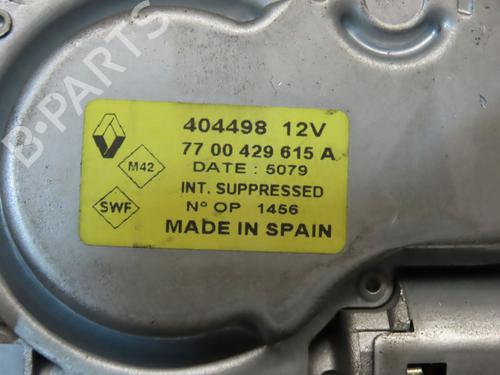 B-PARTS
404498 12V
77 00 429 615 A
M42
DATE : 5079
INT. SUPPRESSED
SWF
N° OP 1456
MADE IN SPAIN